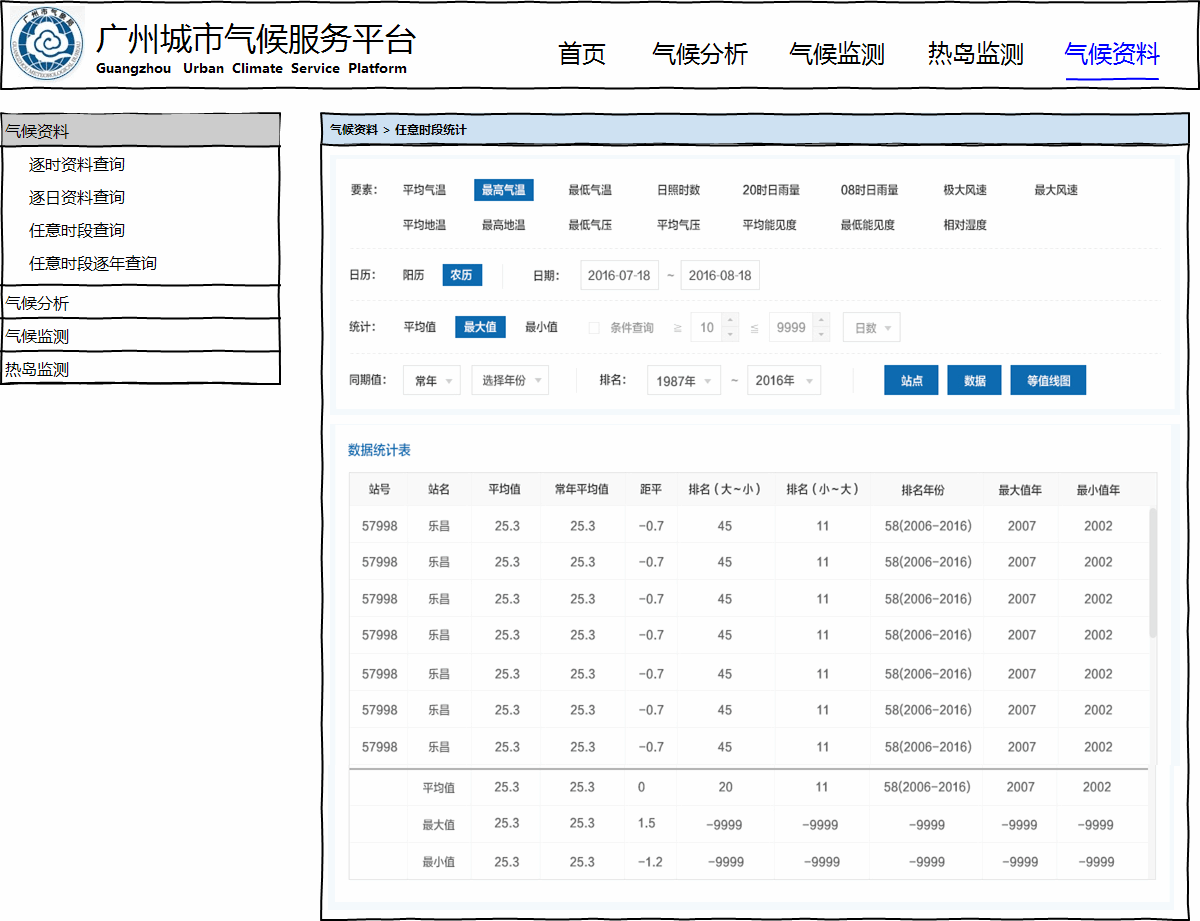 广州城市气候服务平台
Guangzhou Urban Climate Service Platform
首页 气候分析 气候监测 热岛监测 气候资料
气候资料
逐时资料查询
逐日资料查询
任意时段查询
任意时段逐年查询
气候分析
气候监测
热岛监测
气候资料 > 任意时段统计
要素： 平均气温 最高气温 最低气温 日照时数 20时日雨量 08时日雨量 极大风速 最大风速
平均地温 最高地温 最低气压 平均气压 平均能见度 最低能见度 相对湿度
日历： 阳历 农历 日期： 2016-07-18 ~ 2016-08-18
统计： 平均值 最大值 最小值 条件查询 ≥ 10 ≤ 9999 日数
同期值： 常年 选择年份 排名： 1987年 ~ 2016年 站点 数据 等值线图
数据统计表
站号 站名 平均值 常年平均值 距平 排名（大~小） 排名（小~大） 排名年份 最大值年 最小值年
57998 乐昌 25.3 25.3 -0.7 45 11 58(2006-2016) 2007 2002
57998 乐昌 25.3 25.3 -0.7 45 11 58(2006-2016) 2007 2002
57998 乐昌 25.3 25.3 -0.7 45 11 58(2006-2016) 2007 2002
57998 乐昌 25.3 25.3 -0.7 45 11 58(2006-2016) 2007 2002
57998 乐昌 25.3 25.3 -0.7 45 11 58(2006-2016) 2007 2002
57998 乐昌 25.3 25.3 -0.7 45 11 58(2006-2016) 2007 2002
57998 乐昌 25.3 25.3 -0.7 45 11 58(2006-2016) 2007 2002
平均值 25.3 25.3 0 20 11 58(2006-2016) 2007 2002
最大值 25.3 25.3 1.5 -9999 -9999 -9999 -9999 -9999
最小值 25.3 25.3 -1.2 -9999 -9999 -9999 -9999 -9999